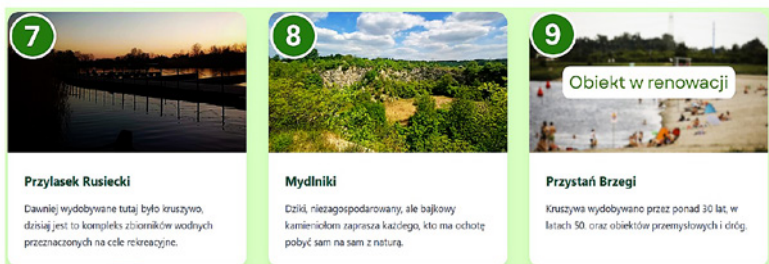 7
8
9
Obiekt w renowacji
Przylasek Rusiecki
Dawniej wydobywane tutaj było kruszywo,
dzisiaj jest to kompleks zbiorników wodnych
przeznaczonych na cele rekreacyjne.
Mydlniki
Dziki, niezagospodarowany, ale bajkowy
kamieniołom zaprasza każdego, kto ma ochotę
pobyć sam na sam z naturą.
Przystań Brzegi
Kruszywa wydobywano przez ponad 30 lat, w
latach 50. oraz obiektów przemysłowych i dróg.